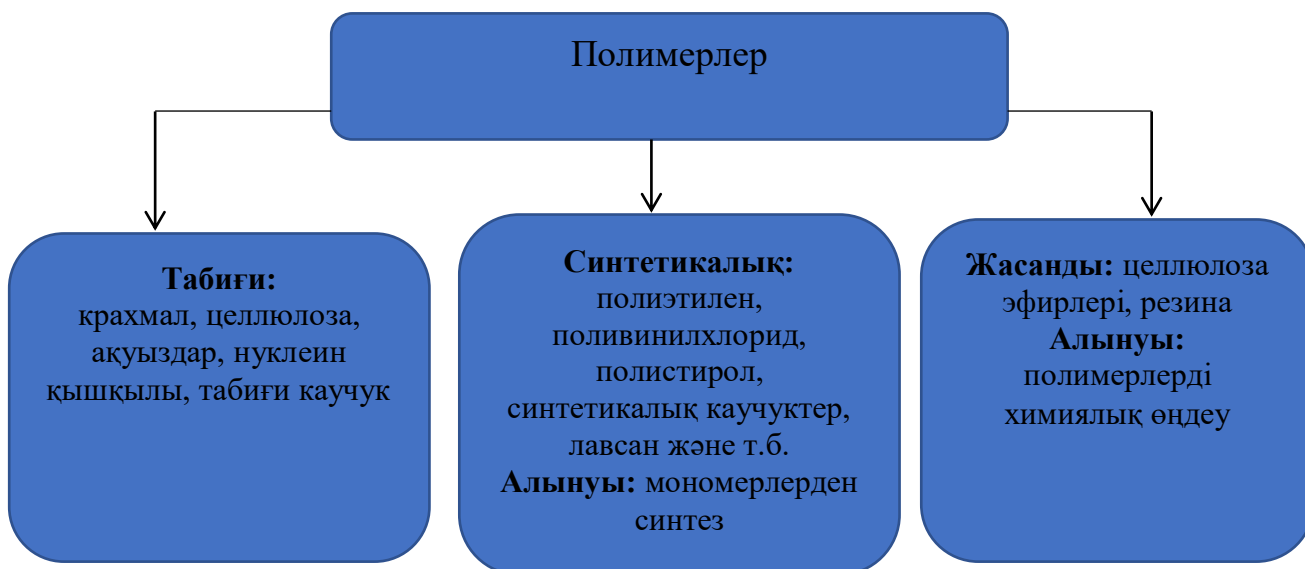 Полимерлер
Табиғи:
крахмал, целлюлоза,
ақуыздар, нуклеин
қышқылы, табиғи каучук
Синтетикалық:
полиэтилен,
поливинилхлорид,
полистирол,
синтетикалық каучуктер,
лавсан және т.б.
Алынуы: мономерлерден
синтез
Жасанды: целлюлоза
эфирлері, резина
Алынуы:
полимерлерді
химиялық өңдеу